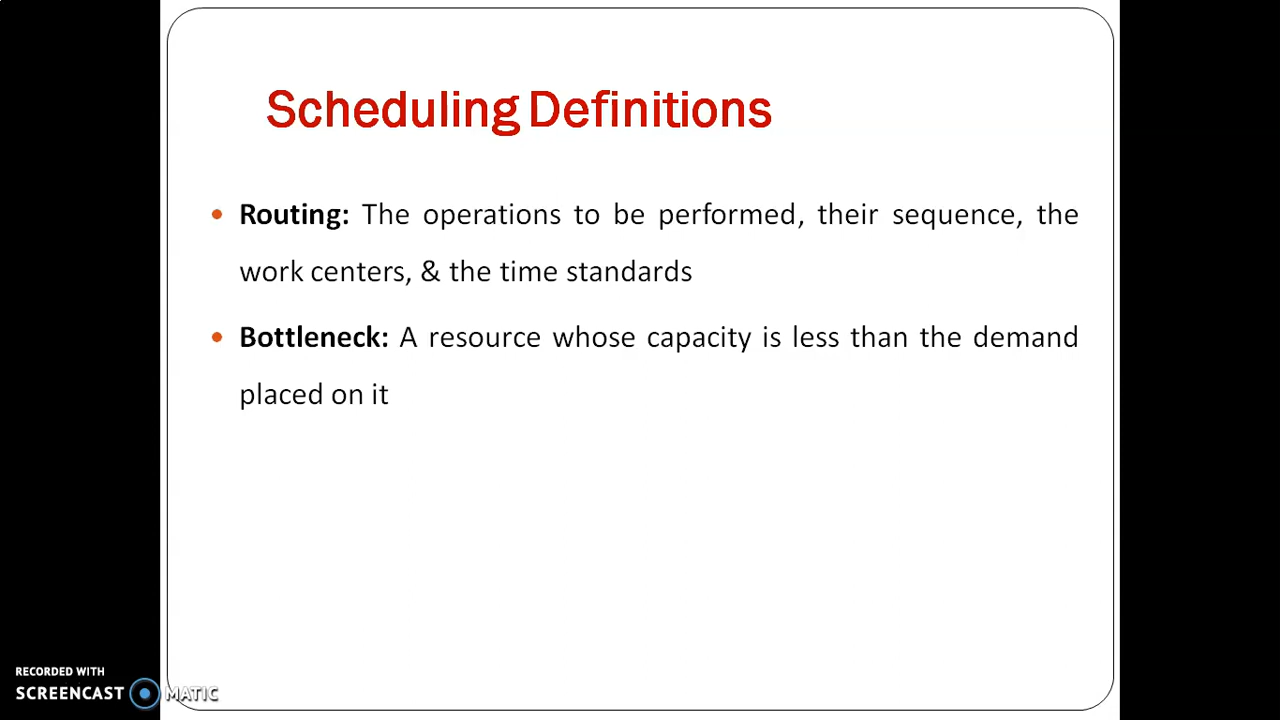 Scheduling Definitions
• Routing: The operations to be performed, their sequence, the
work centers, & the time standards
• Bottleneck: A resource whose capacity is less than the demand
placed on it
RECORDED WITH
SCREENCAST MATIC